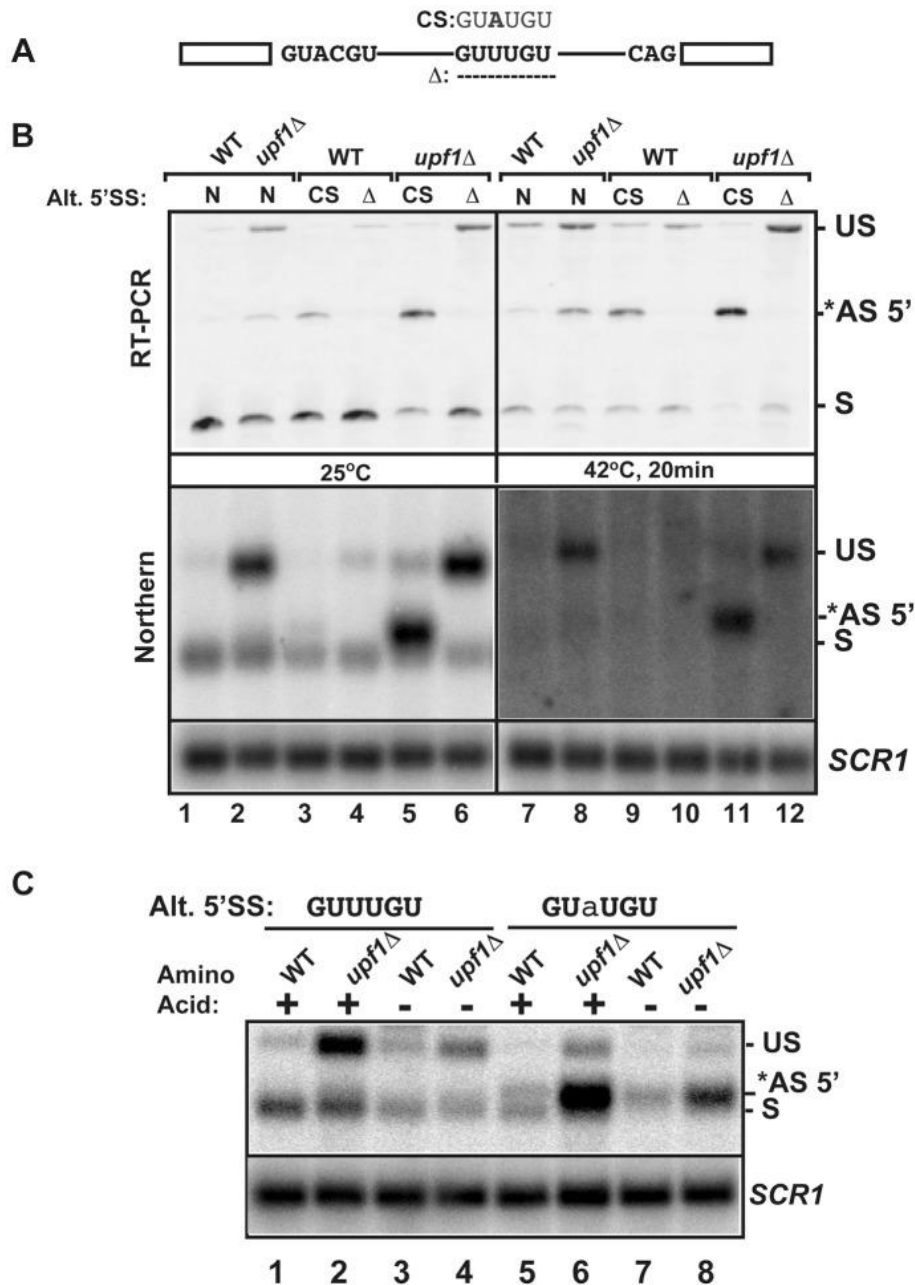 A
CS:GUAUGU
GUACGU GUUUGU CAG
Δ: -------------
B
WT upf1Δ WT upf1Δ WT upf1Δ WT upf1Δ
Alt. 5'SS: N N CS Δ CS Δ N N CS Δ CS Δ
RT-PCR
US
*AS 5'
S
25°C 42°C, 20min
Northern
US
*AS 5'
S
SCR1
1 2 3 4 5 6 7 8 9 10 11 12
C
Alt. 5'SS: GUUUGU GUaUGU
WT upf1Δ WT upf1Δ WT upf1Δ WT upf1Δ
Amino
Acid: + + - - + + - -
US
*AS 5'
S
SCR1
1 2 3 4 5 6 7 8